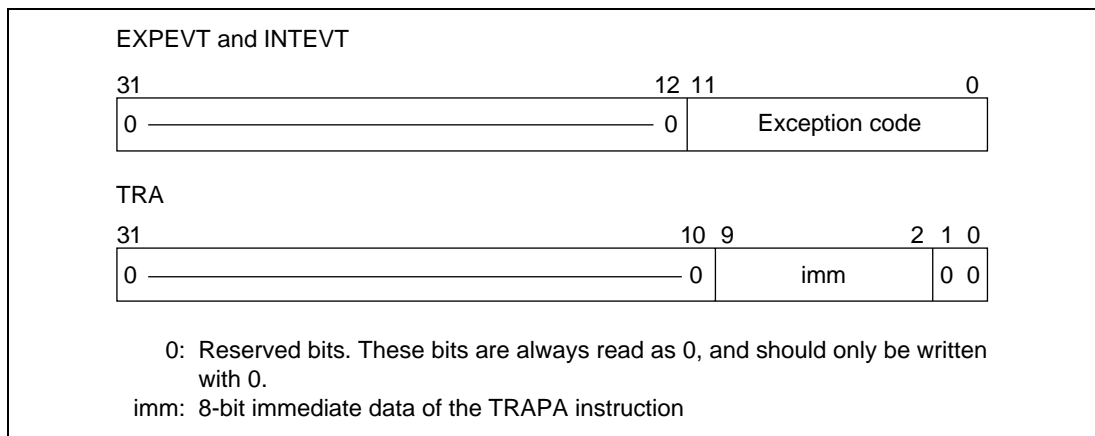 EXPEVT and INTEVT
31 12 11 0
0 0 Exception code
TRA
31 10 9 2 1 0
0 0 imm 0 0
0: Reserved bits. These bits are always read as 0, and should only be written
with 0.
imm: 8-bit immediate data of the TRAPA instruction